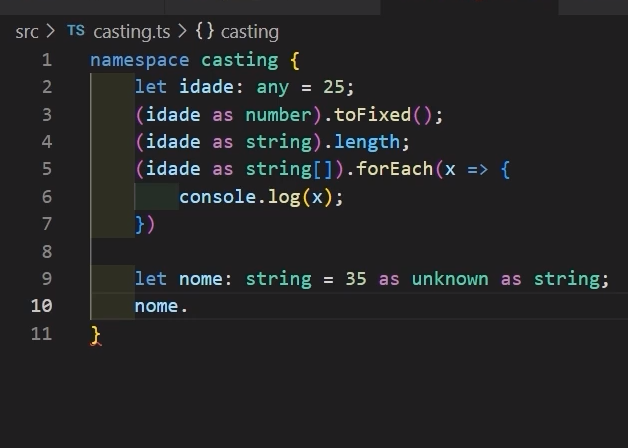 src > TS casting.ts > {} casting
1 namespace casting {
2 let idade: any = 25;
3 (idade as number).toFixed();
4 (idade as string).length;
5 (idade as string[]).forEach(x => {
6 console.log(x);
7 })
8
9 let nome: string = 35 as unknown as string;
10 nome.
11 }